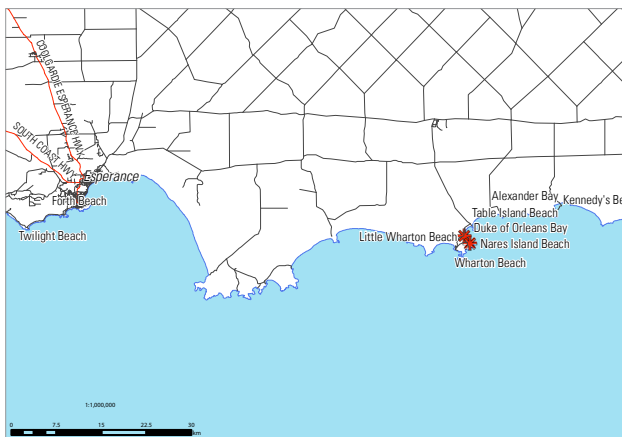 COOLGARDIE ESPERANCE HWY
SOUTH COAST HWY
Esperance
Forth Beach
Twilight Beach
Alexander Bay
Kennedy's Be
Table Island Beach
Duke of Orleans Bay
Little Wharton Beach
Nares Island Beach
Wharton Beach
1:1,000,000
0 7.5 15 22.5 30
km